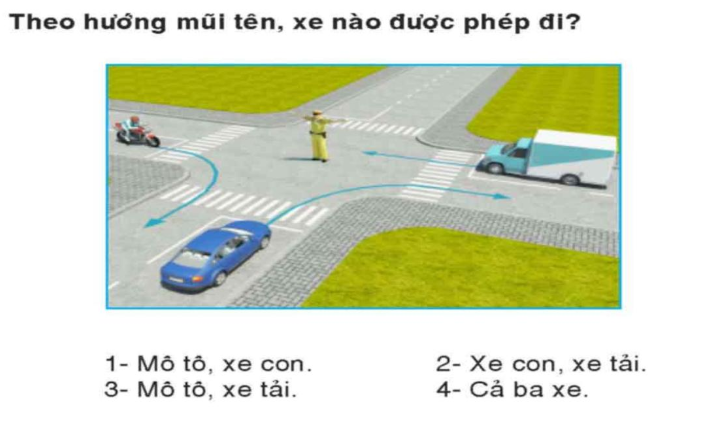 Theo hướng mũi tên, xe nào được phép đi?
1- Mô tô, xe con.
2- Xe con, xe tải.
3- Mô tô, xe tải.
4- Cả ba xe.